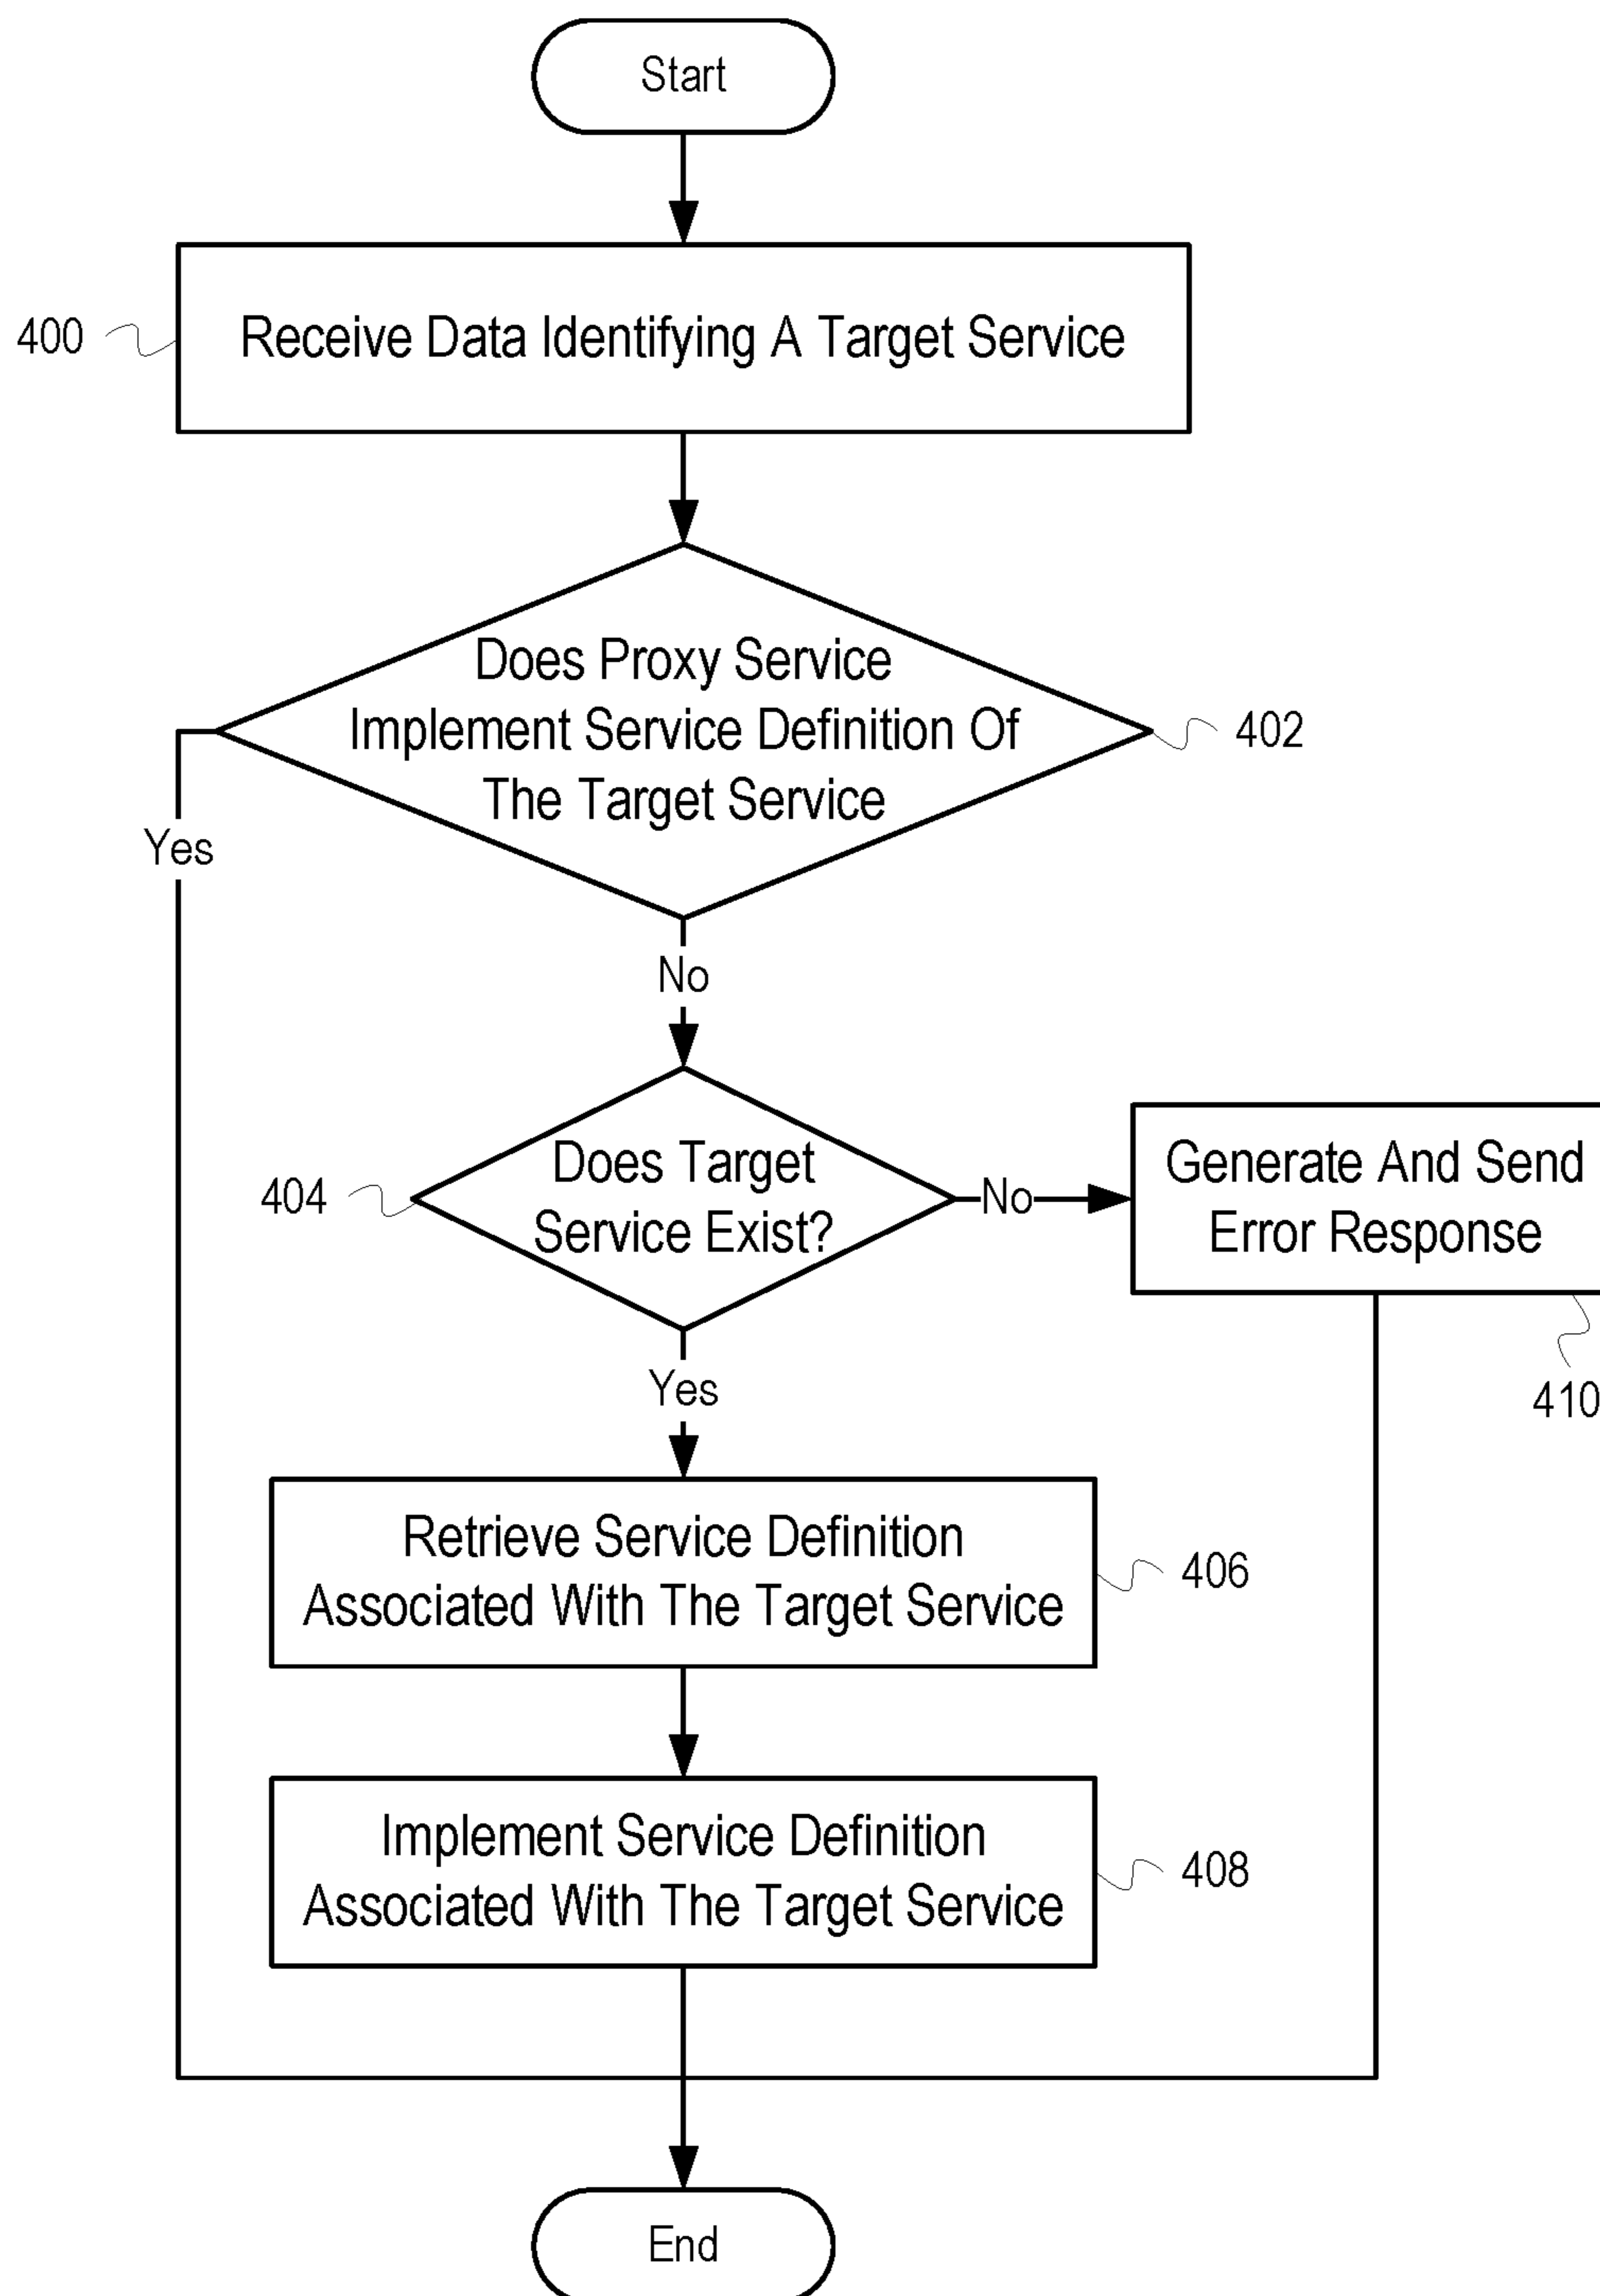 Start
400
Receive Data Identifying A Target Service
Does Proxy Service
Implement Service Definition Of
The Target Service
402
Yes
No
404
Does Target
Service Exist?
No
Generate And Send
Error Response
410
Yes
Retrieve Service Definition
Associated With The Target Service
406
Implement Service Definition
Associated With The Target Service
408
End